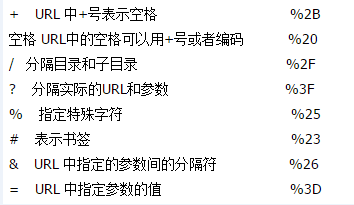 + URL 中+号表示空格 %2B
空格 URL中的空格可以用+号或者编码 %20
/ 分隔目录和子目录 %2F
? 分隔实际的URL和参数 %3F
% 指定特殊字符 %25
# 表示书签 %23
& URL 中指定的参数间的分隔符 %26
= URL 中指定参数的值 %3D